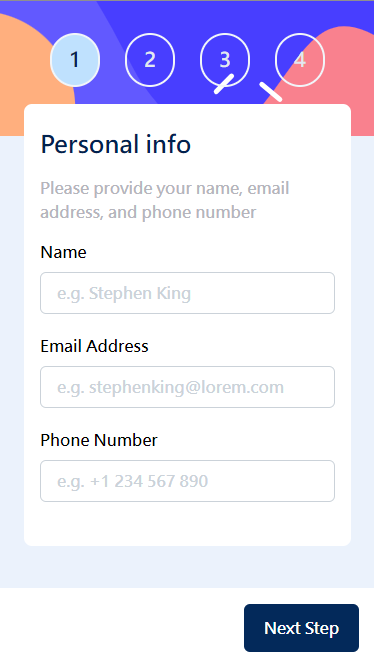 1 2 3 4
Personal info
Please provide your name, email
address, and phone number
Name
e.g. Stephen King
Email Address
e.g. stephenking@lorem.com
Phone Number
e.g. +1 234 567 890
Next Step